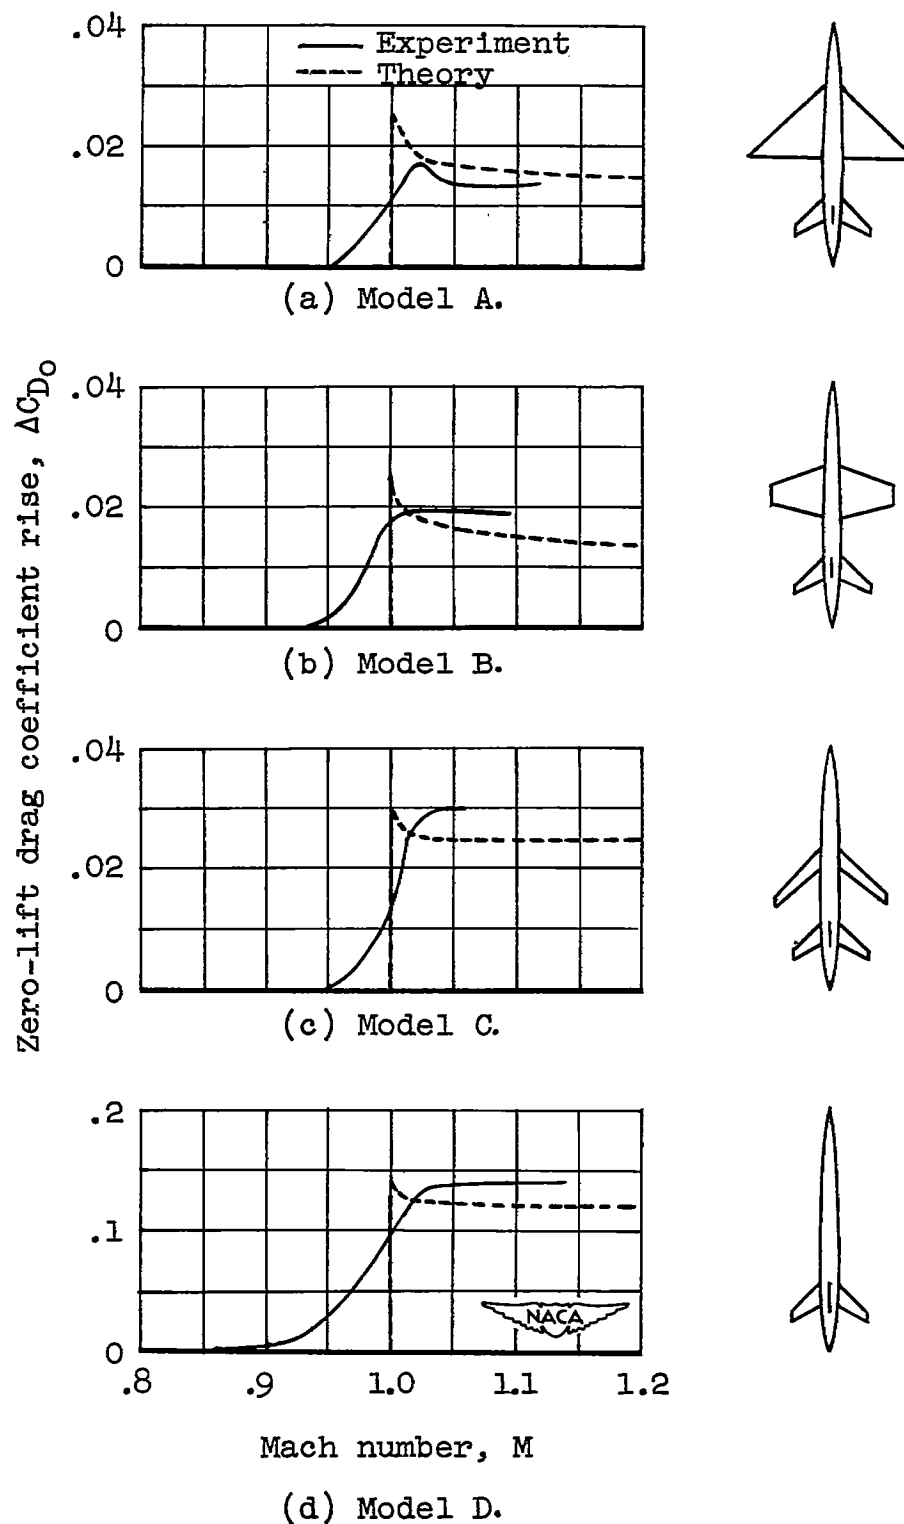 .04
Experiment
Theory
.02
0
(a) Model A.
Zero-lift drag coefficient rise, ΔCDo
.04
.02
0
(b) Model B.
.04
.02
0
(c) Model C.
.2
.1
0
NACA
.8 .9 1.0 1.1 1.2
Mach number, M
(d) Model D.